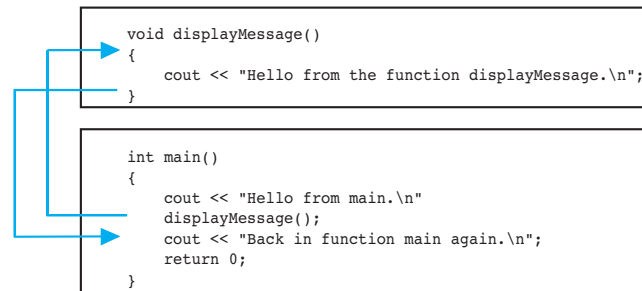 void displayMessage()
{
cout << "Hello from the function displayMessage.\n";
}
int main()
{
cout << "Hello from main.\n"
displayMessage();
cout << "Back in function main again.\n";
return 0;
}